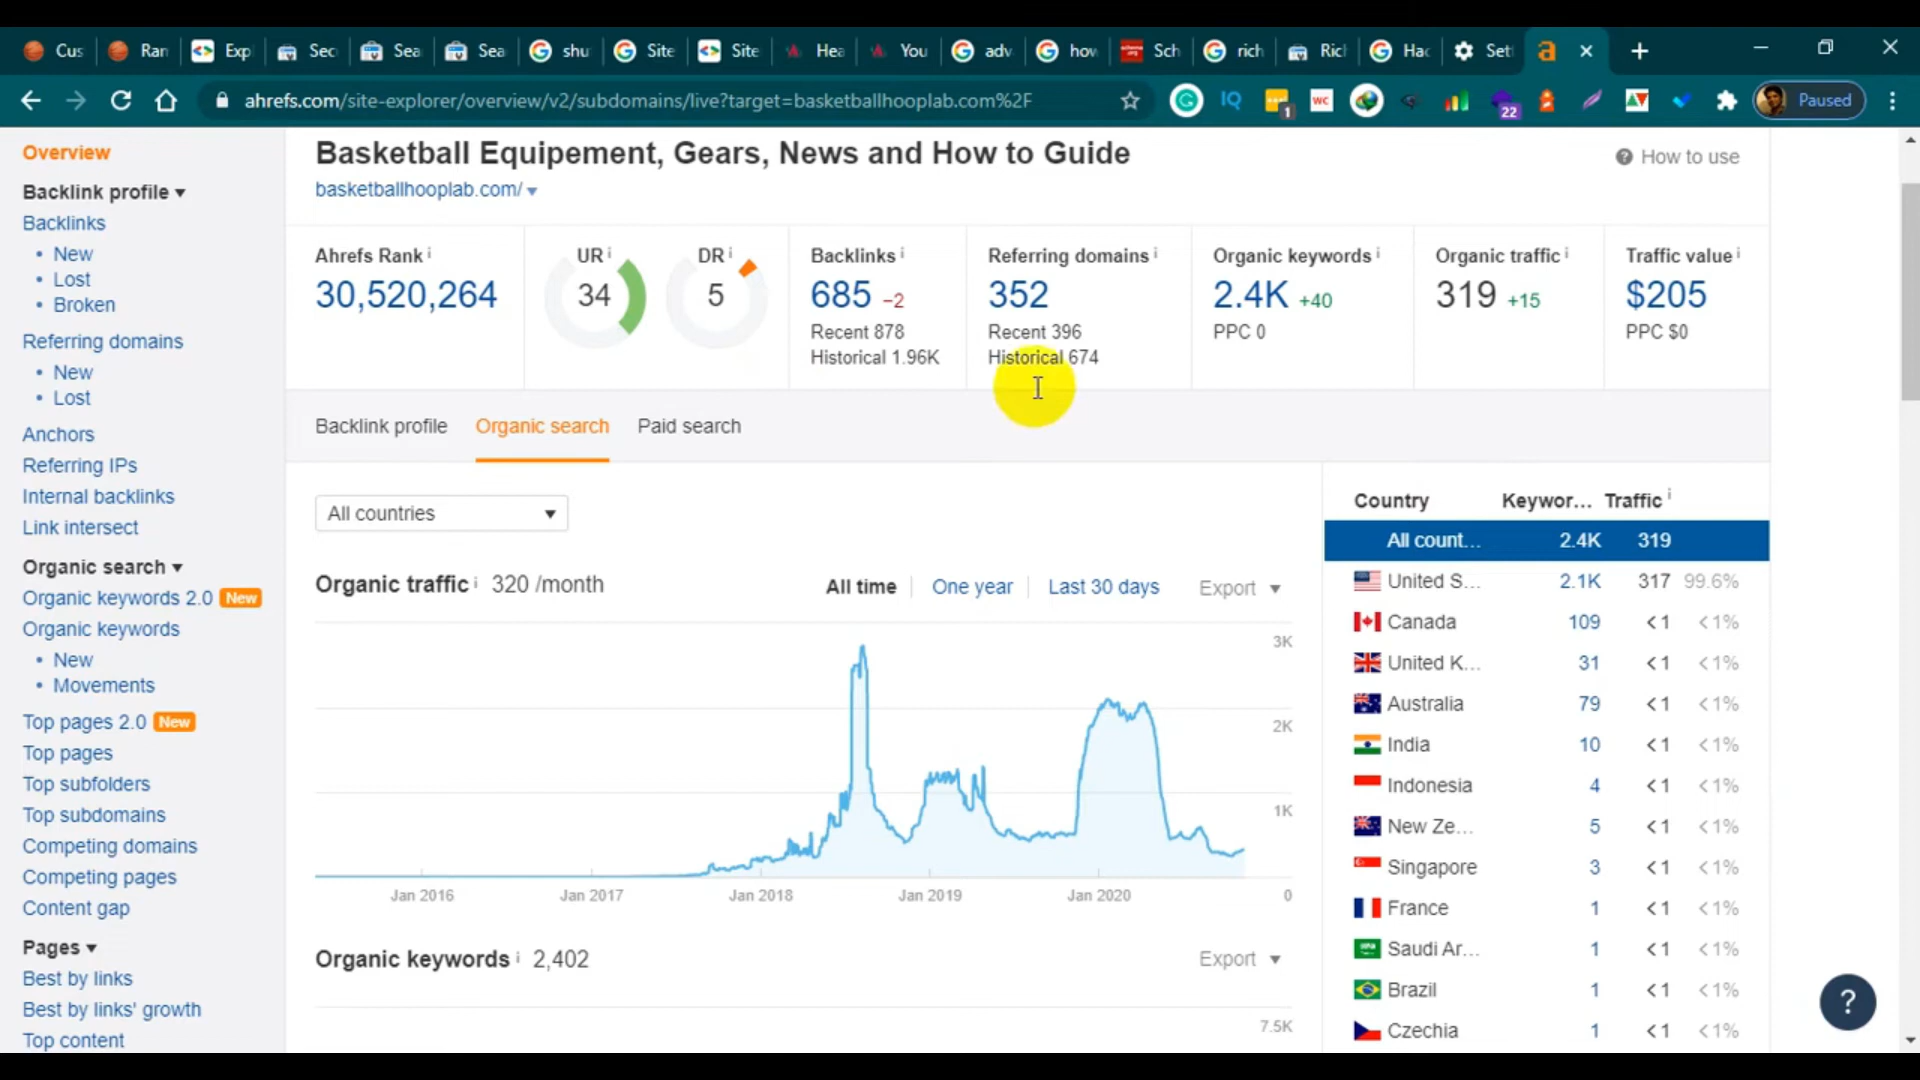 Cus
Ran
Exp
Sec
Sea
Sea
shu
Site
Site
Hea
You
adv
how
Sch
rich
Rich
Hac
Sett
ahrefs.com/site-explorer/overview/v2/subdomains/live?target=basketballhooplab.com%2F
IQ
1
WC
22
Paused
Overview
Backlink profile
Backlinks
New
Lost
Broken
Referring domains
New
Lost
Anchors
Referring IPs
Internal backlinks
Link intersect
Organic search
Organic keywords 2.0 New
Organic keywords
New
Movements
Top pages 2.0 New
Top pages
Top subfolders
Top subdomains
Competing domains
Competing pages
Content gap
Pages
Best by links
Best by links' growth
Top content
Basketball Equipement, Gears, News and How to Guide
? How to use
basketballhooplab.com/
Ahrefs Rank i
30,520,264
UR i
34
DR i
5
Backlinks i
685 -2
Recent 878
Historical 1.96K
Referring domains i
352
Recent 396
Historical 674
Organic keywords i
2.4K +40
PPC 0
Organic traffic i
319 +15
Traffic value i
$205
PPC $0
Backlink profile Organic search Paid search
All countries
Organic traffic i 320 /month
All time One year Last 30 days Export
3K
2K
1K
0
Jan 2016 Jan 2017 Jan 2018 Jan 2019 Jan 2020
Organic keywords i 2,402
Export
7.5K
Country Keywor... Traffic i
All count... 2.4K 319
United S... 2.1K 317 99.6%
Canada 109 <1 <1%
United K... 31 <1 <1%
Australia 79 <1 <1%
India 10 <1 <1%
Indonesia 4 <1 <1%
New Ze... 5 <1 <1%
Singapore 3 <1 <1%
France 1 <1 <1%
Saudi Ar... 1 <1 <1%
Brazil 1 <1 <1%
Czechia 1 <1 <1%
?